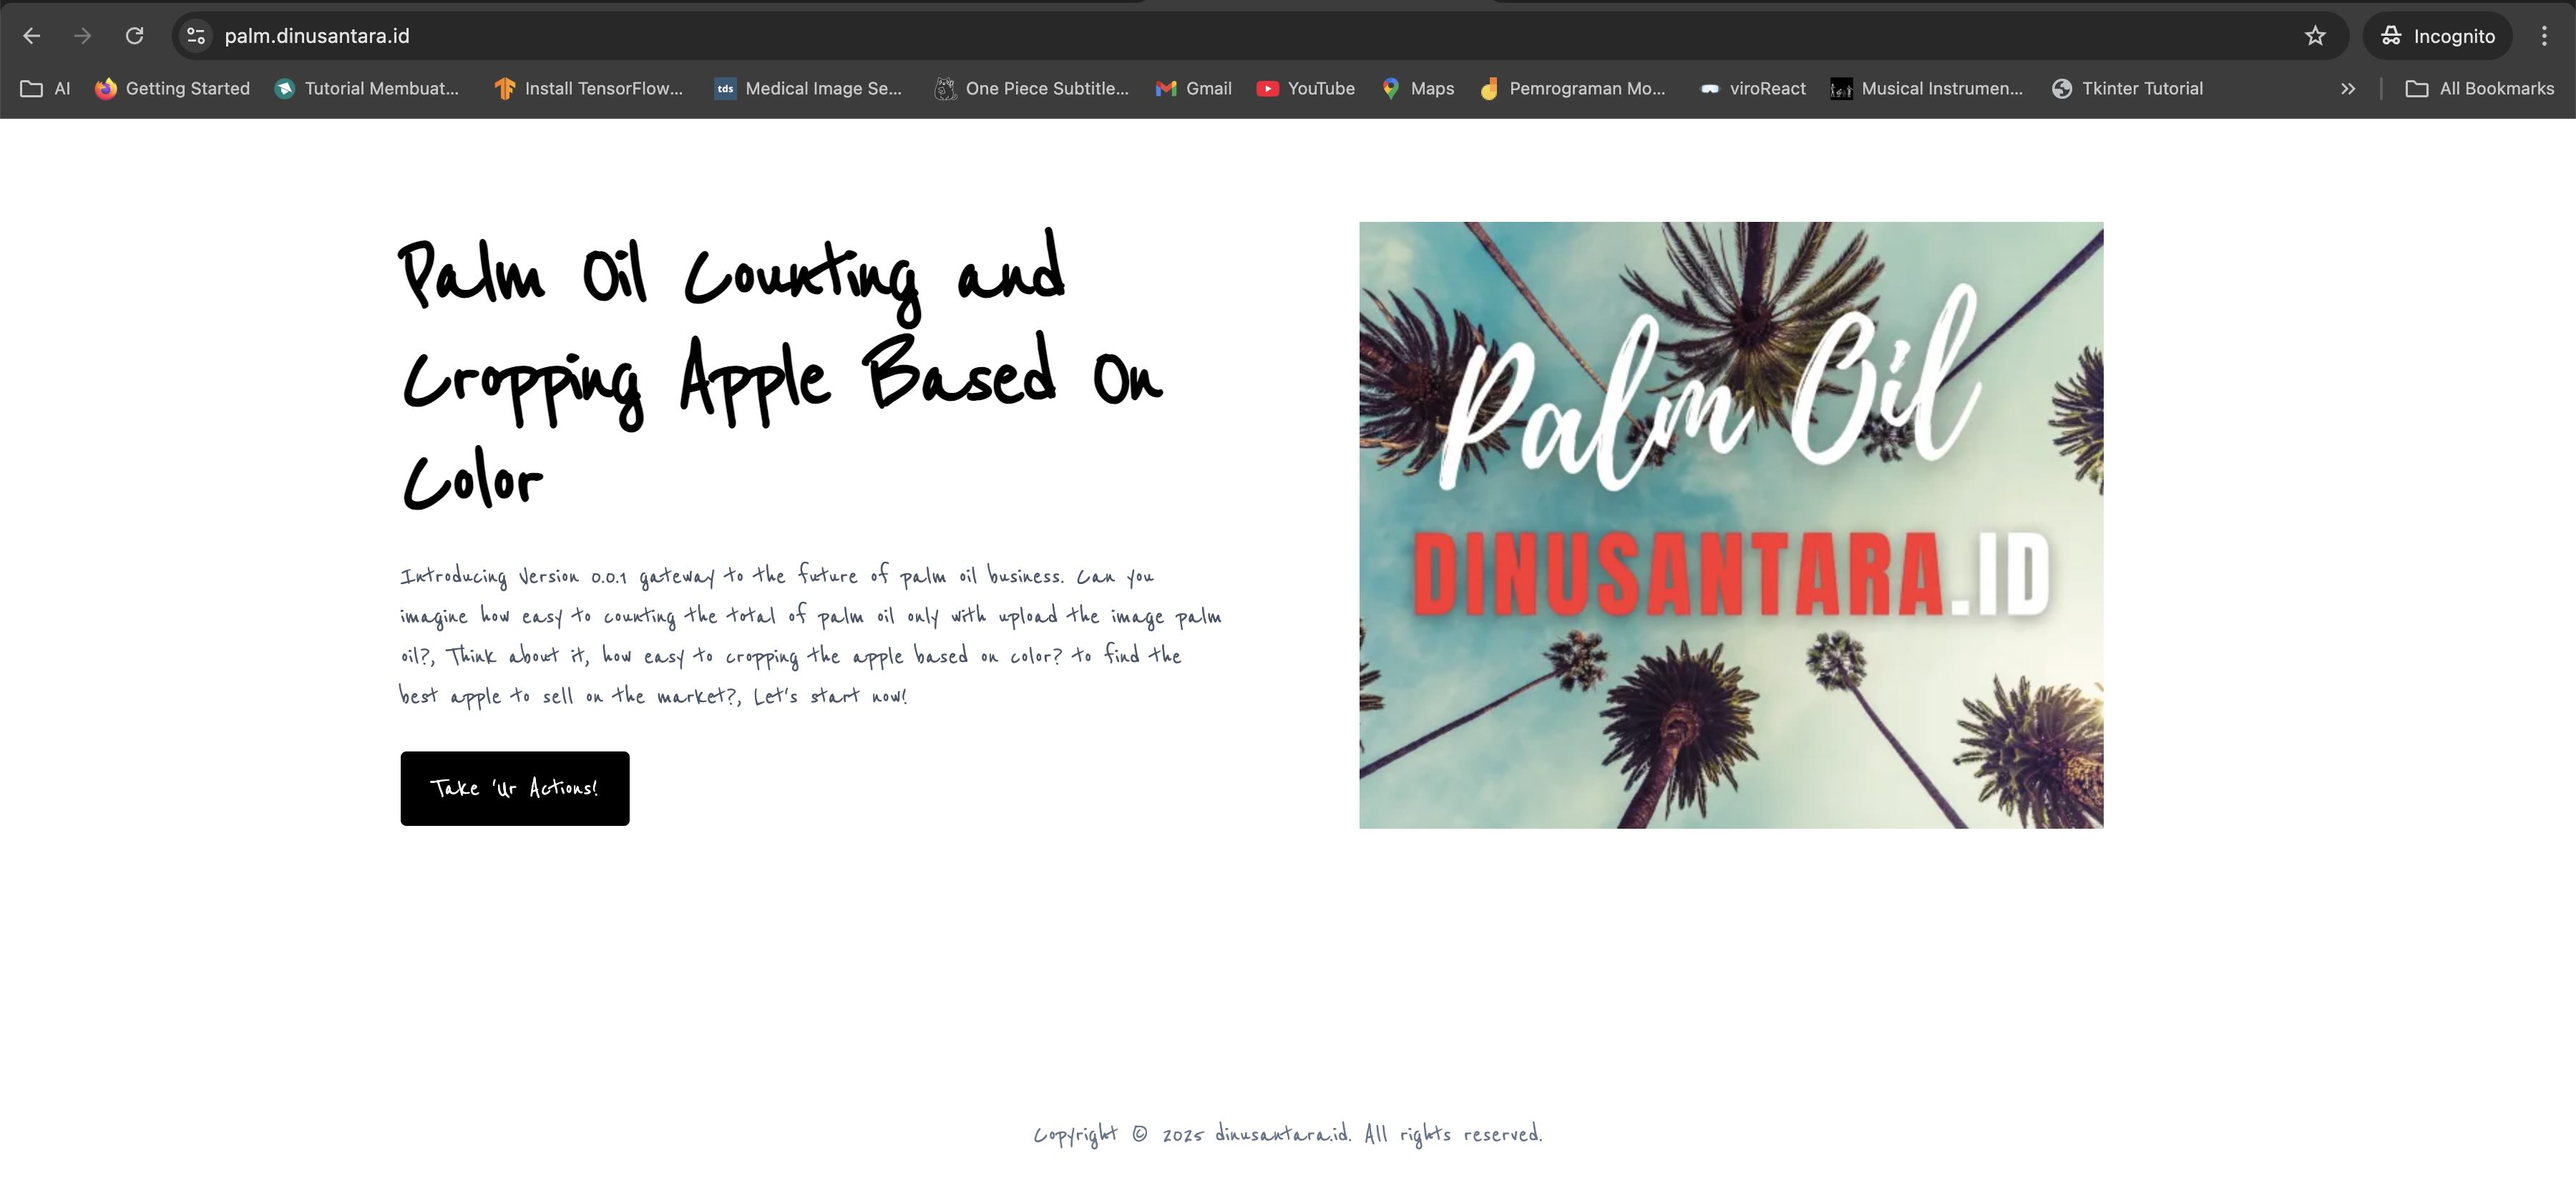 palm.dinusantara.id
Incognito
AI
Getting Started
Tutorial Membuat...
Install TensorFlow...
tds
Medical Image Se...
One Piece Subtitle...
Gmail
YouTube
Maps
Pemrograman Mo...
viroReact
Musical Instrumen...
Tkinter Tutorial
All Bookmarks
Palm Oil Counting and
Cropping Apple Based On
Color
Introducing Version 0.0.1 gateway to the future of palm oil business. Can you
imagine how easy to counting the total of palm oil only with upload the image palm
oil?, Think about it, how easy to cropping the apple based on color? to find the
best apple to sell on the market?, Let's start now!
Take 'Ur Actions!
Palm Oil
DINUSANTARA.ID
Copyright © 2025 dinusantara.id. All rights reserved.